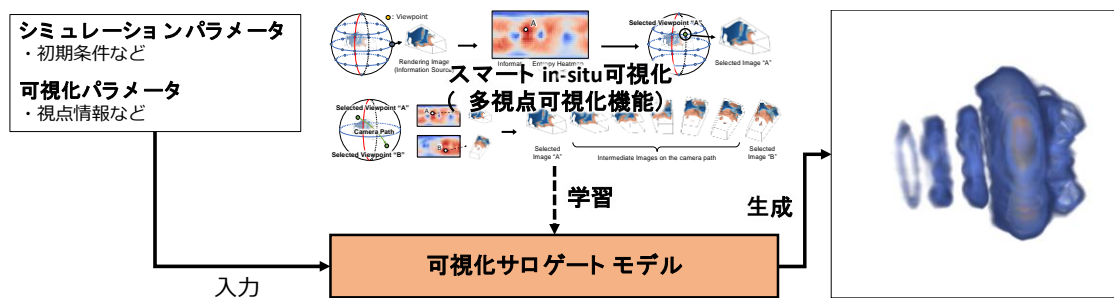 シミュレーションパラメータ
・初期条件など
可視化パラメータ
・視点情報など
: Viewpoint
Rendering Image
(Information Source)
A
Entropy Heatmap
Selected Viewpoint "A"
Selected Image "A"
スマート in-situ可視化
( 多視点可視化機能)
Selected Viewpoint "A"
Camera Path
Selected Viewpoint "B"
A
B
Selected
Image "A"
Intermediate Images on the camera path
Selected
Image "B"
学習
生成
可視化サロゲート モデル
入力